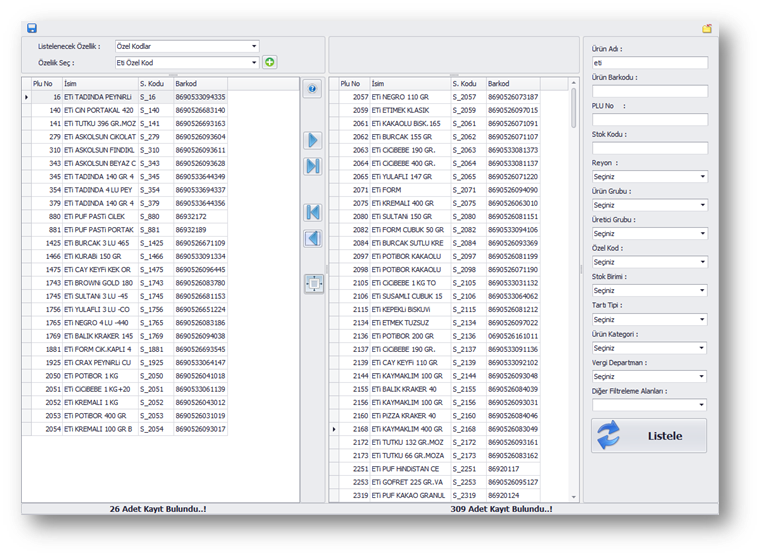 Listelenecek Özellik : Özel Kodlar
Özellik Seç : Eti Özel Kod
Plu No İsim S. Kodu Barkod
16 ETİ TADINDA PEYNiRLi S_16 8690533094335
140 ETİ CiN PORTAKAL 420 S_140 8690526683140
141 ETİ TUTKU 396 GR.MOZ S_141 8690526693163
279 ETİ ASKOLSUN CiKOLAT S_279 8690526093604
310 ETİ ASKOLSUN FINDIKL S_310 8690526093611
343 ETİ ASKOLSUN BEYAZ C S_343 8690526093628
345 ETİ TADINDA 140 GR 4 S_345 8690533644349
354 ETİ TADINDA 4 LU PEY S_354 8690533694337
379 ETİ TADINDA 140 GR 4 S_379 8690533644356
880 ETİ PUF PASTi CILEK S_880 86932172
881 ETİ PUF PASTi PORTAK S_881 86932189
1425 ETİ BURCAK 3 LU 465 S_1425 8690526671109
1466 ETİ KURABi 150 GR S_1466 8690533091334
1475 ETİ CAY KEYFi KEK OR S_1475 8690526096445
1743 ETİ BROWNi GOLD 180 S_1743 8690526083780
1745 ETİ SULTANi 3 LU -45 S_1745 8690526681153
1756 ETİ YULAFLI 3 LU -CO S_1756 8690526651224
1765 ETİ NEGRO 4 LU -440 S_1765 8690526083186
1769 ETİ BALIK KRAKER 145 S_1769 8690526094038
1881 ETİ FORM CiK.KAPLI 4 S_1881 8690526693545
1925 ETİ CRAX PEYNiRLi CU S_1925 8690533064147
2050 ETİ POTiBOR 1 KG S_2050 8690526041018
2051 ETİ CiCiBEBE 1 KG+20 S_2051 8690533061139
2052 ETİ KREMALI 1 KG S_2052 8690526043012
2053 ETİ POTiBOR 400 GR S_2053 8690526031019
2054 ETİ KREMALI 100 GR B S_2054 8690526093017
26 Adet Kayıt Bulundu..!
Plu No İsim S. Kodu Barkod
2057 ETİ NEGRO 110 GR S_2057 8690526073187
2059 ETİ ETIMEK KLASIK S_2059 8690526097015
2061 ETİ KAKAOLU BiSK.165 S_2061 8690526071091
2062 ETİ BURCAK 155 GR S_2062 8690526071107
2063 ETİ CiCiBEBE 190 GR. S_2063 8690533081373
2064 ETİ CiCiBEBE 400 GR. S_2064 8690533081137
2065 ETİ YULAFLI 147 GR S_2065 8690526071220
2071 ETİ FORM S_2071 8690526094090
2075 ETİ KREMALI 400 GR S_2075 8690526063010
2080 ETİ SULTANI 150 GR S_2080 8690526081151
2082 ETİ FORM CUBUK 50 GR S_2082 8690533094106
2084 ETİ BURCAK SUTLU KRE S_2084 8690526093369
2097 ETİ POTIBOR KAKAOLU S_2097 8690526081199
2098 ETİ POTIBOR KAKAOLU S_2098 8690526071190
2105 ETİ CiCiBEBE 1 KG TO S_2105 8690533031132
2106 ETİ SUSAMLI CUBUK 15 S_2106 8690533064062
2115 ETİ KEPEKLi BiSKUVi S_2115 8690526081212
2134 ETİ ETMEK TUZSUZ S_2134 8690526097022
2136 ETİ POTIBOR 200 GR S_2136 8690526161011
2138 ETİ CICIBEBE 190 GR. S_2138 8690533091136
2139 ETİ CAY KEYFi 110 GR S_2139 8690533092102
2144 ETİ KAYMAKLIM 100 GR S_2144 8690526093048
2155 ETİ BALIK KRAKER 40 S_2155 8690526084039
2156 ETİ KAYMAKLIM 100 GR S_2156 8690526093031
2160 ETİ PiZZA KRAKER 40 S_2160 8690526084046
2168 ETİ KAYMAKLIM 400 GR S_2168 8690526083049
2172 ETİ TUTKU 132 GR.MOZ S_2172 8690526093161
2173 ETİ TUTKU 66 GR.MOZA S_2173 8690526083162
2251 ETİ PUF HiNDiSTAN CE S_2251 86920117
2253 ETİ GOFRET 225 GR.VA S_2253 8690526095127
2319 ETİ PUF KAKAO GRANUL S_2319 86920124
309 Adet Kayıt Bulundu..!
Ürün Adı :
eti
Ürün Barkodu :
PLU No :
Stok Kodu :
Reyon :
Seçiniz
Ürün Grubu :
Seçiniz
Üretici Grubu :
Seçiniz
Özel Kod :
Seçiniz
Stok Birimi :
Seçiniz
Tartı Tipi :
Seçiniz
Ürün Kategori :
Seçiniz
Vergi Departman :
Seçiniz
Diğer Filtreleme Alanları :
Listele